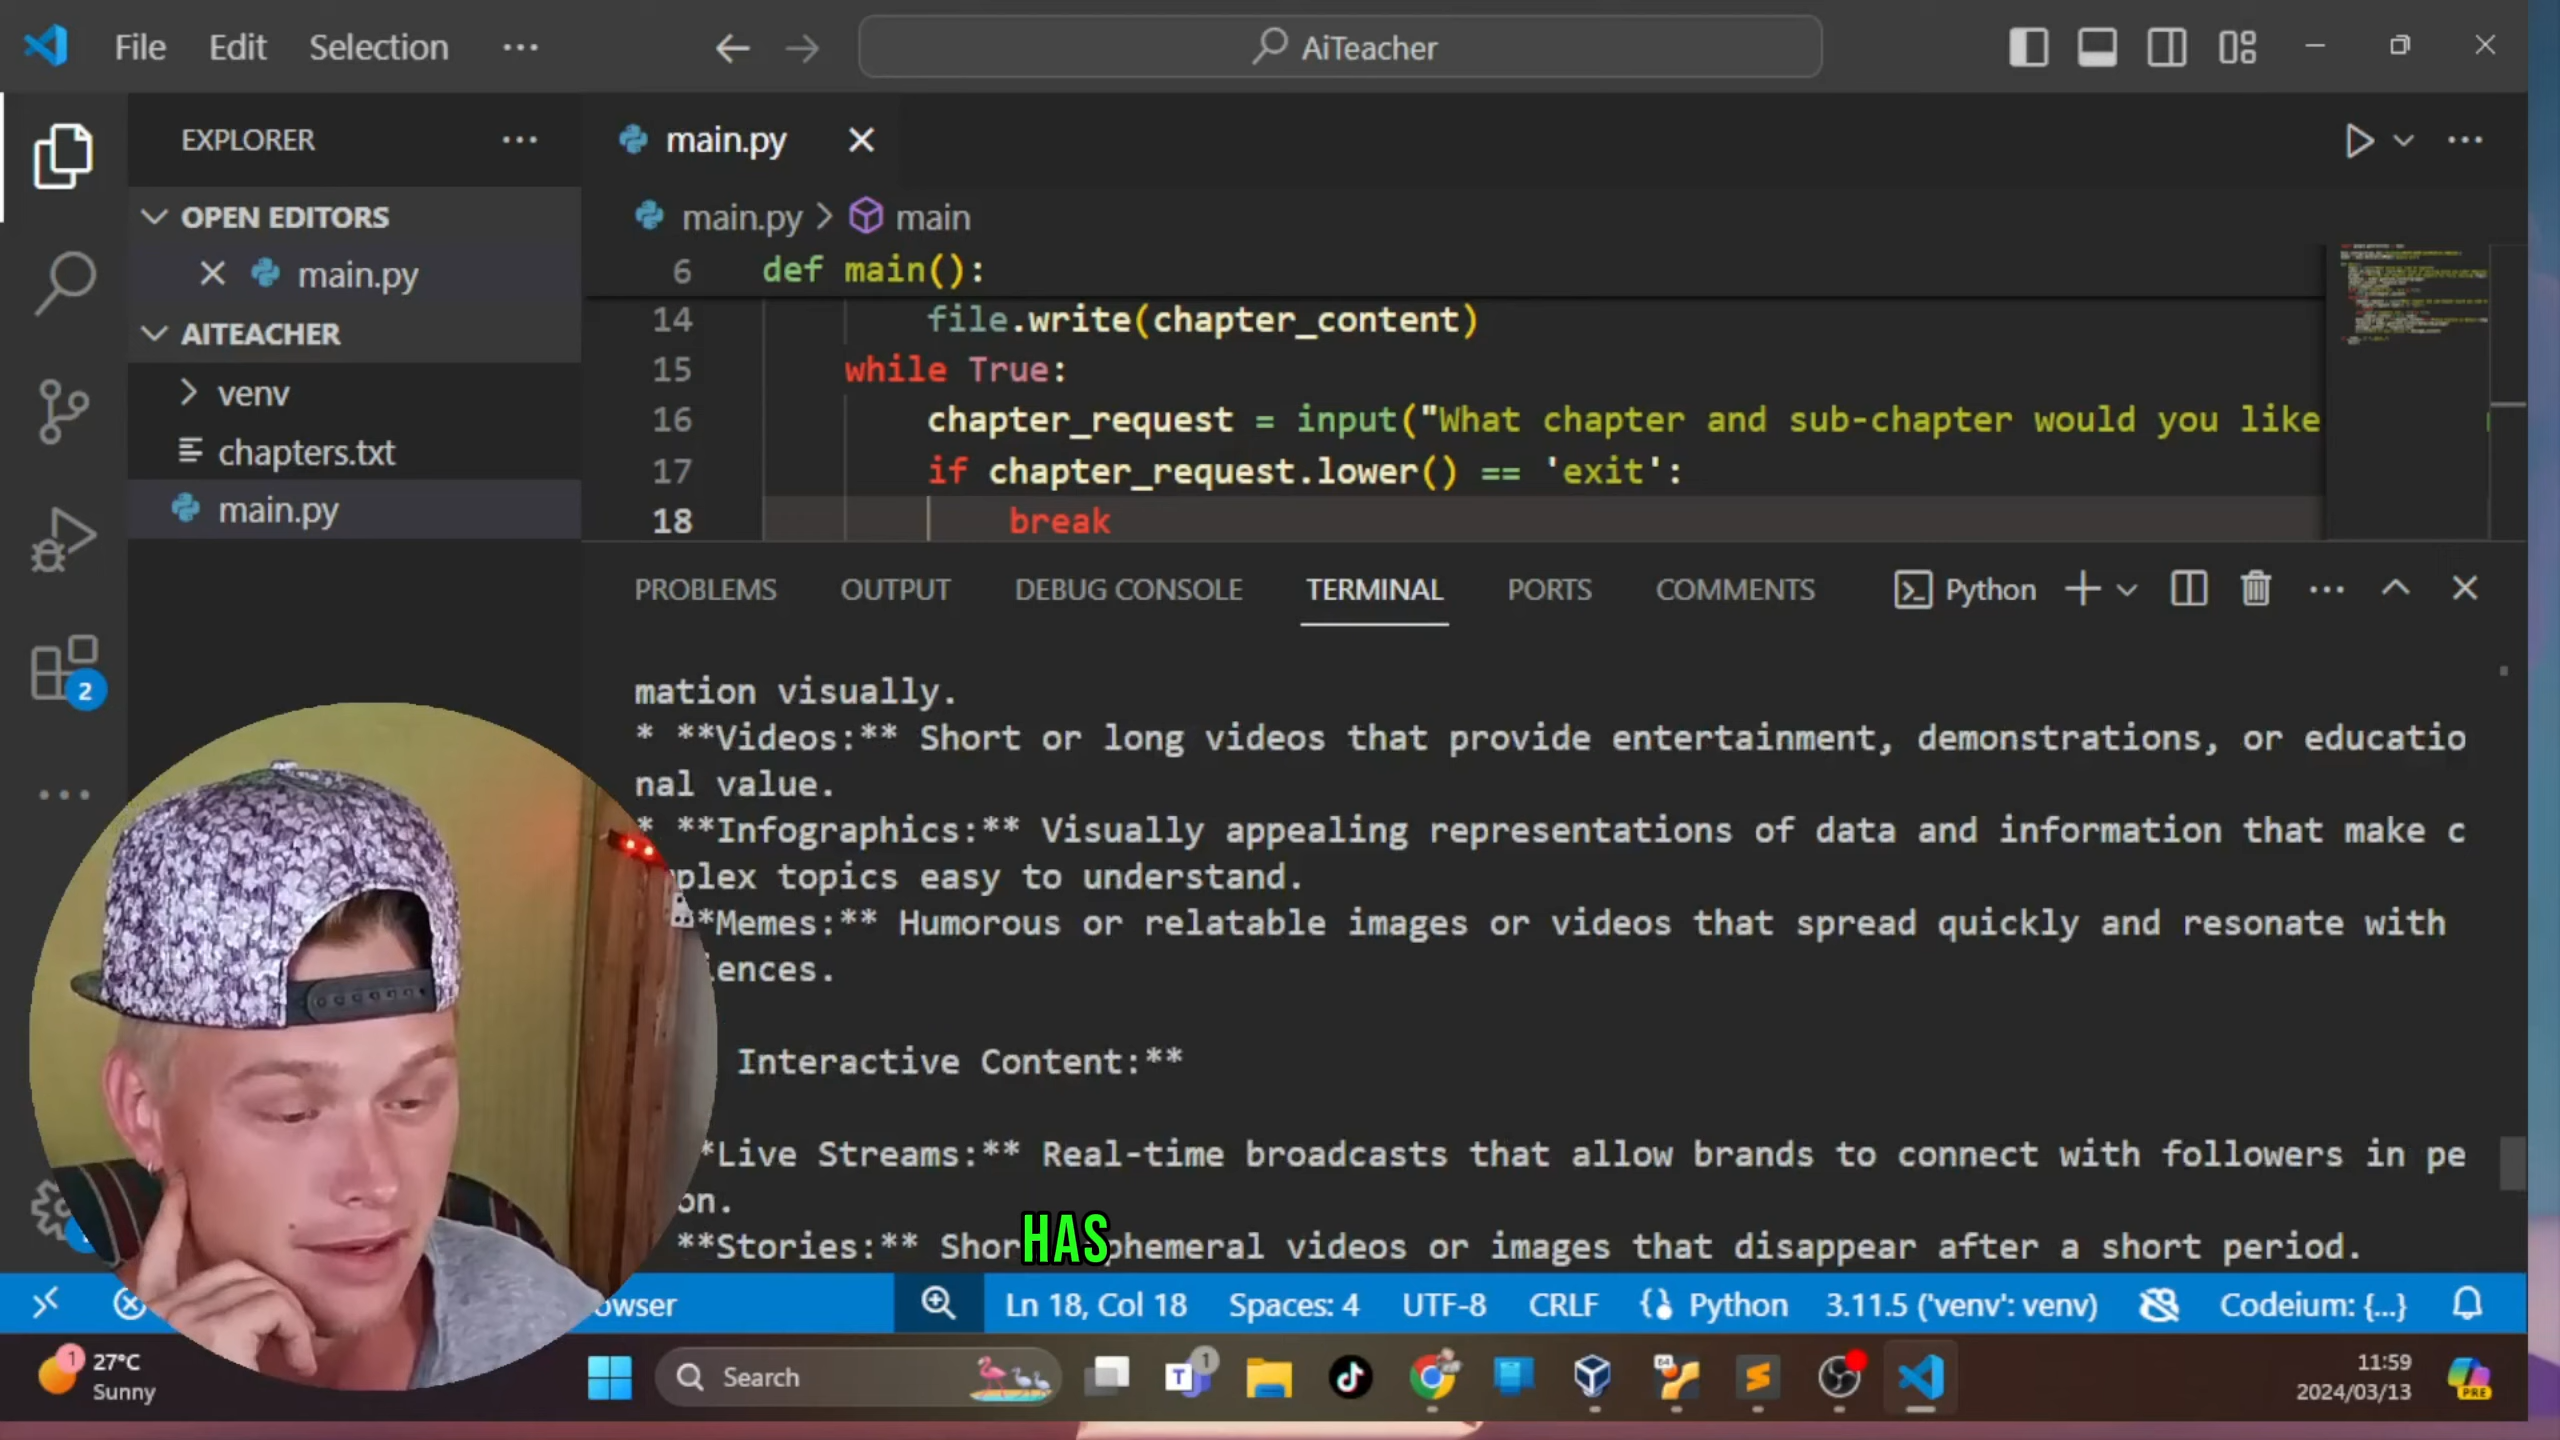 File Edit Selection ···
AiTeacher
EXPLORER
OPEN EDITORS
main.py
AITEACHER
venv
chapters.txt
main.py
2
main.py
main.py > main
6 def main():
14 file.write(chapter_content)
15 while True:
16 chapter_request = input("What chapter and sub-chapter would you like
17 if chapter_request.lower() == 'exit':
18 break
PROBLEMS OUTPUT DEBUG CONSOLE TERMINAL PORTS COMMENTS Python
mation visually.
* **Videos:** Short or long videos that provide entertainment, demonstrations, or educatio
nal value.
* **Infographics:** Visually appealing representations of data and information that make c
plex topics easy to understand.
*Memes:** Humorous or relatable images or videos that spread quickly and resonate with
iences.
Interactive Content:**
*Live Streams:** Real-time broadcasts that allow brands to connect with followers in pe
on.
HAS
**Stories:** Shor phemeral videos or images that disappear after a short period.
owser Ln 18, Col 18 Spaces: 4 UTF-8 CRLF Python 3.11.5 ('venv': venv) Codeium: {...}
1
27°C
Sunny
Search
T
1
64
S
11:59
2024/03/13
PRE